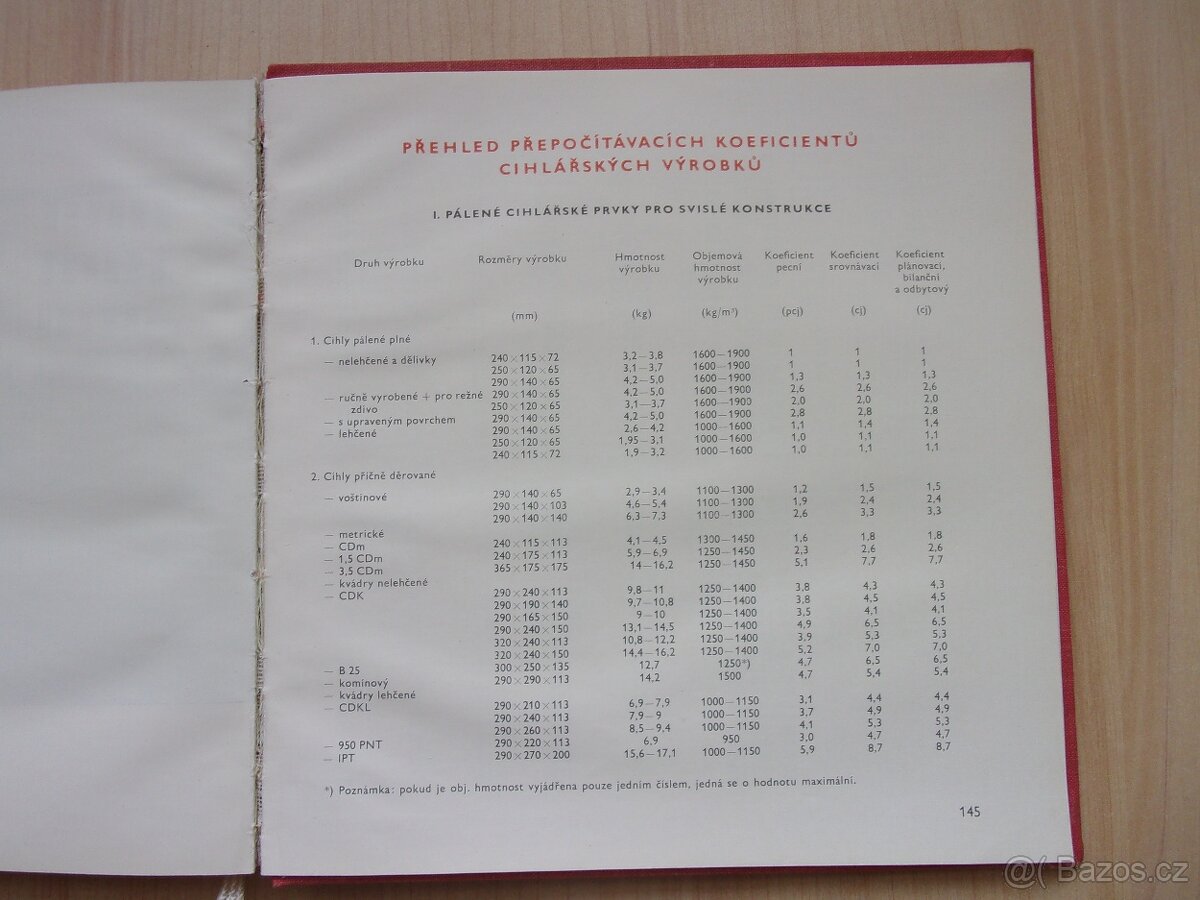 PŘEHLED PŘEPOČÍTÁVACÍCH KOEFICIENTŮ
CIHLÁŘSKÝCH VÝROBKŮ
I. PÁLENÉ CIHLÁŘSKÉ PRVKY PRO SVISLÉ KONSTRUKCE
Druh výrobku Rozměry výrobku Hmotnost výrobku Objemová hmotnost výrobku Koeficient pecní Koeficient srovnávací Koeficient plánovací, bilanční a odbytový
(mm) (kg) (kg/m³) (pcj) (cj) (cj)
1. Cihly pálené plné
— nelehčené a dělivky 240×115×72 3,2—3,8 1600—1900 1 1 1
250×120×65 3,1—3,7 1600—1900 1 1 1
290×140×65 4,2—5,0 1600—1900 1,3 1,3 1,3
— ručně vyrobené + pro režné 290×140×65 4,2—5,0 1600—1900 2,6 2,6 2,6
zdivo 250×120×65 3,1—3,7 1600—1900 2,0 2,0 2,0
— s upraveným povrchem 290×140×65 4,2—5,0 1600—1900 2,8 2,8 2,8
— lehčené 290×140×65 2,6—4,2 1000—1600 1,1 1,4 1,4
250×120×65 1,95—3,1 1000—1600 1,0 1,1 1,1
240×115×72 1,9—3,2 1000—1600 1,0 1,1 1,1
2. Cihly příčně děrované
— voštinové 290×140×65 2,9—3,4 1100—1300 1,2 1,5 1,5
290×140×103 4,6—5,4 1100—1300 1,9 2,4 2,4
290×140×140 6,3—7,3 1100—1300 2,6 3,3 3,3
— metrické
— CDm 240×115×113 4,1—4,5 1300—1450 1,6 1,8 1,8
— 1,5 CDm 240×175×113 5,9—6,9 1250—1450 2,3 2,6 2,6
— 3,5 CDm 365×175×175 14—16,2 1250—1450 5,1 7,7 7,7
— kvádry nelehčené
— CDK 290×240×113 9,8—11 1250—1400 3,8 4,3 4,3
290×190×140 9,7—10,8 1250—1400 3,8 4,5 4,5
290×165×150 9—10 1250—1400 3,5 4,1 4,1
290×240×150 13,1—14,5 1250—1400 4,9 6,5 6,5
320×240×113 10,8—12,2 1250—1400 3,9 5,3 5,3
320×240×150 14,4—16,2 1250—1400 5,2 7,0 7,0
— B 25 300×250×135 12,7 1250*) 4,7 6,5 6,5
— komínový 290×290×113 14,2 1500 4,7 5,4 5,4
— kvádry lehčené
— CDKL 290×210×113 6,9—7,9 1000—1150 3,1 4,4 4,4
290×240×113 7,9—9 1000—1150 3,7 4,9 4,9
290×260×113 8,5—9,4 1000—1150 4,1 5,3 5,3
— 950 PNT 290×220×113 6,9 950 3,0 4,7 4,7
— IPT 290×270×200 15,6—17,1 1000—1150 5,9 8,7 8,7
*) Poznámka: pokud je obj. hmotnost vyjádřena pouze jedním číslem, jedná se o hodnotu maximální.
145
@( Bazos.cz